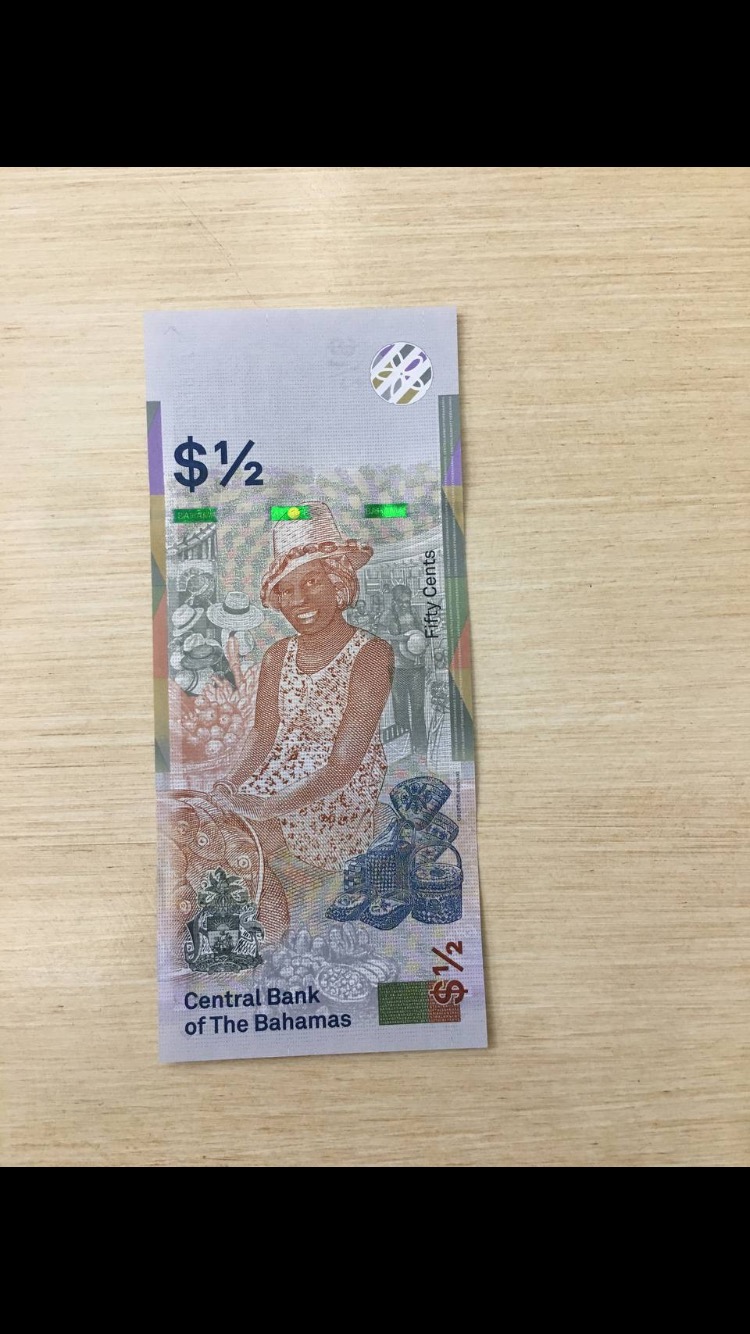 $½
Fifty Cents
$½
Central Bank
of The Bahamas